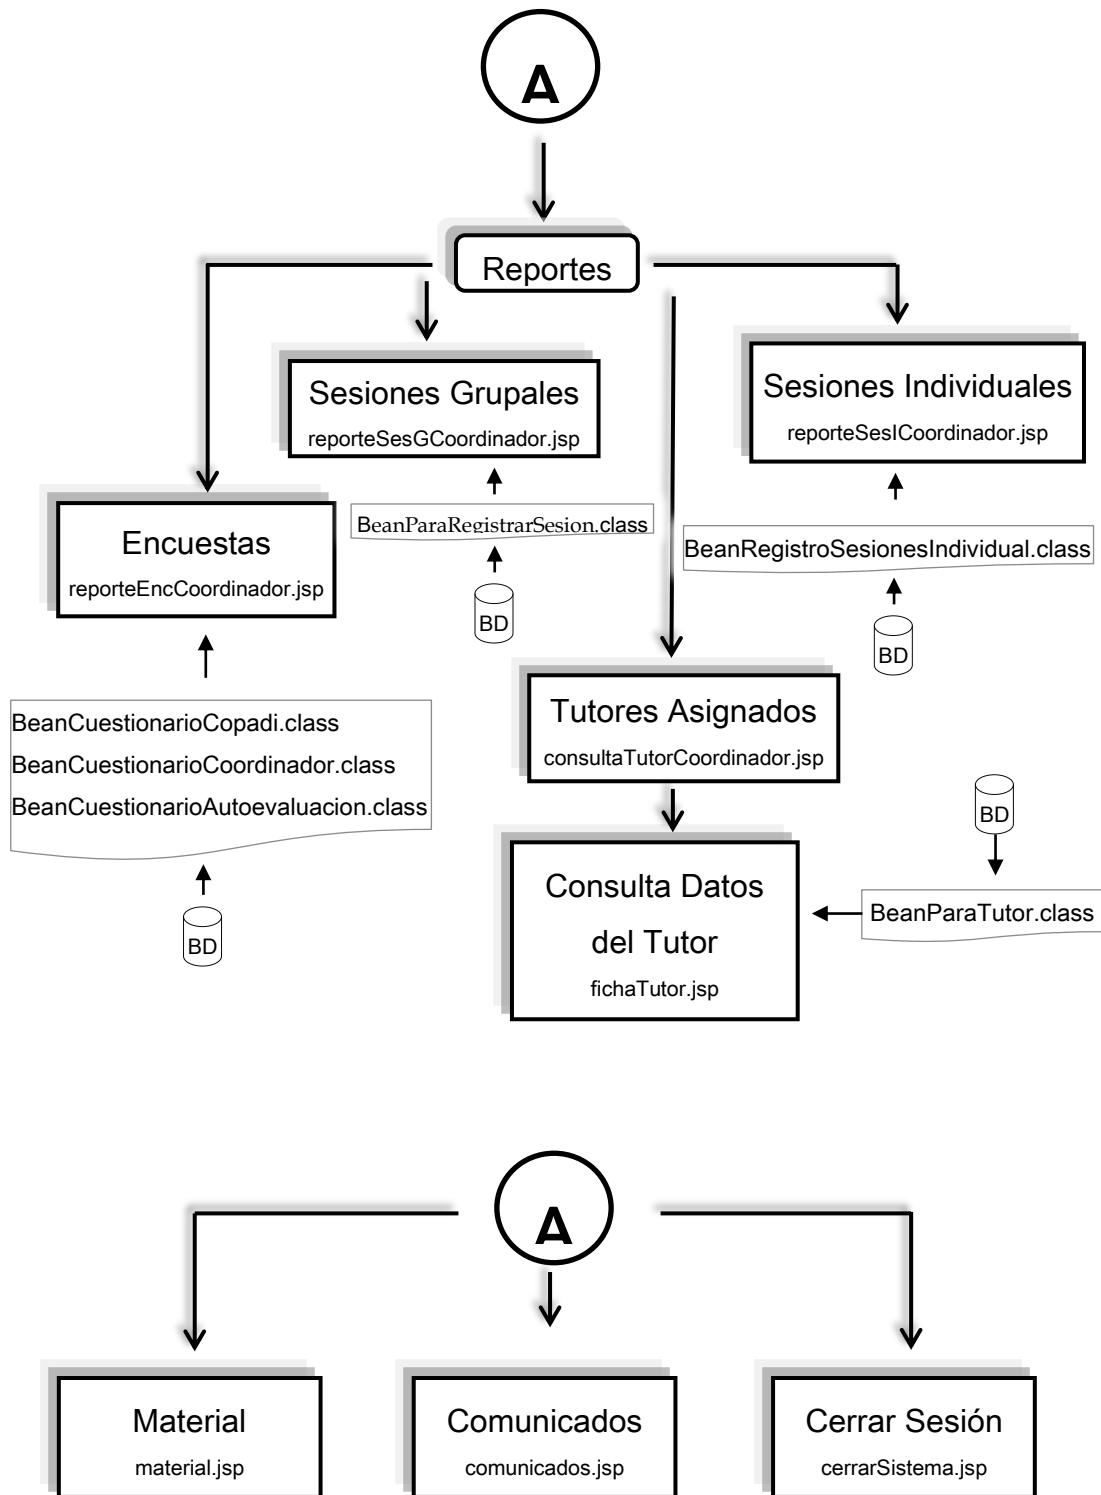 A
Reportes
Sesiones Grupales
reporteSesGCoordinador.jsp
Sesiones Individuales
reporteSesICoordinador.jsp
BeanParaRegistrarSesion.class
BD
BeanRegistroSesionesIndividual.class
BD
Encuestas
reporteEncCoordinador.jsp
BeanCuestionarioCopadi.class
BeanCuestionarioCoordinador.class
BeanCuestionarioAutoevaluacion.class
BD
Tutores Asignados
consultaTutorCoordinador.jsp
Consulta Datos
del Tutor
fichaTutor.jsp
BD
BeanParaTutor.class
A
Material
material.jsp
Comunicados
comunicados.jsp
Cerrar Sesión
cerrarSistema.jsp